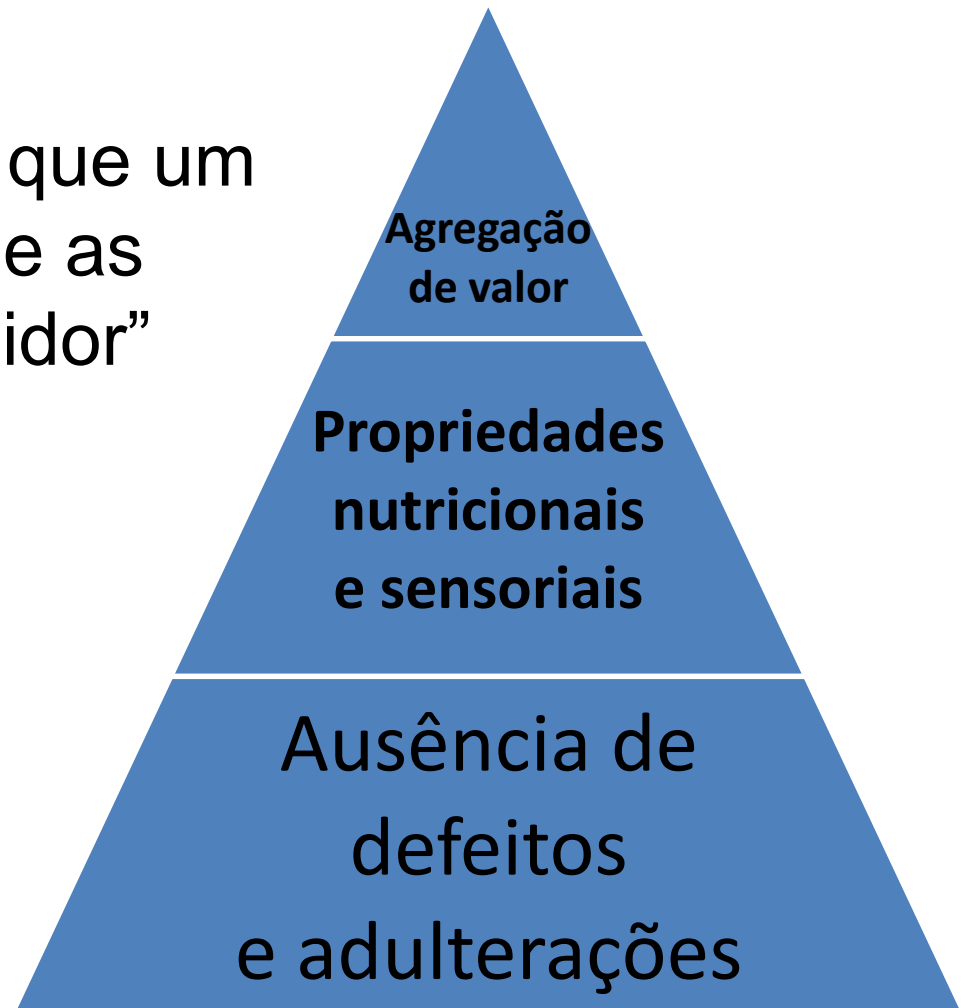 que um
e as
idor”
Agregação
de valor
Propriedades
nutricionais
e sensoriais
Ausência de
defeitos
e adulterações